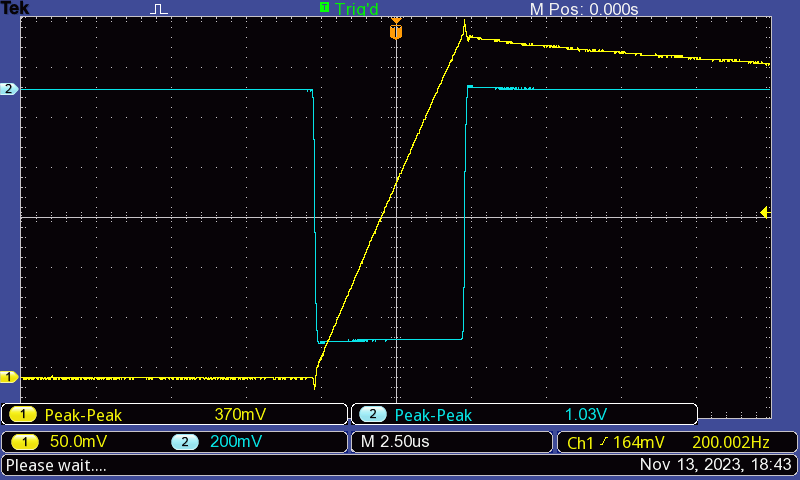 Tek T Trig'd M Pos: 0.000s
T
2
1
1 Peak-Peak 370mV 2 Peak-Peak 1.03V
1 50.0mV 2 200mV M 2.50us Ch1 164mV 200.002Hz
Please wait.... Nov 13, 2023, 18:43